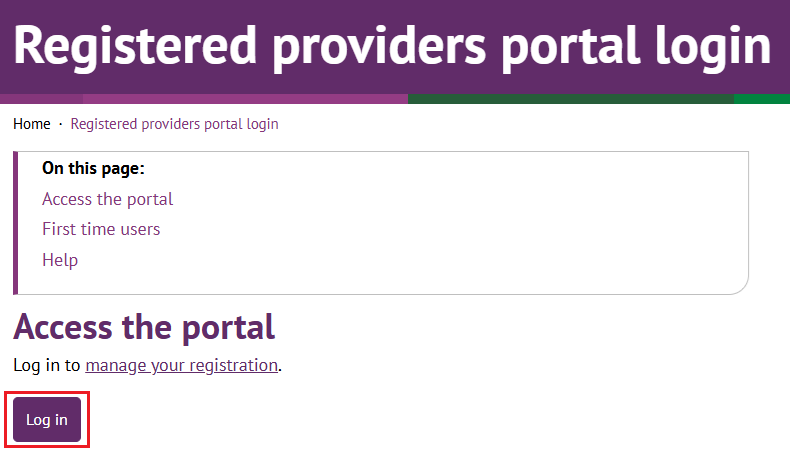 Registered providers portal login
Home · Registered providers portal login
On this page:
Access the portal
First time users
Help
Access the portal
Log in to manage your registration.
Log in